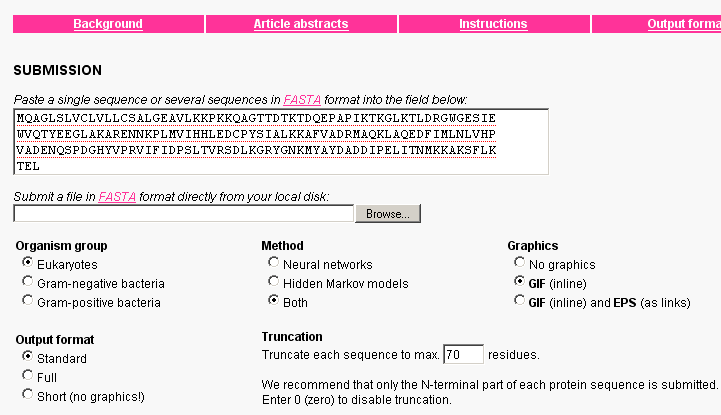 Background Article abstracts Instructions Output forma
SUBMISSION
Paste a single sequence or several sequences in FASTA format into the field below:
MQAGLSLVCLVLLCSALGEAVLKKPKKQAGTTDTKTDQEPAPIKTKGLKTLDRGWGESIE
WVQTYEEGLAKARENNKPLMVIHHLEDCPYSIALKKAFVADRMAQKLAQEDFIMLNLVHP
VADENQSPDGHYVPRVIFIDPSLTVRSDLKGRYGNKMYAYDADDIPELITNMKKAKSFLK
TEL
Submit a file in FASTA format directly from your local disk:
Browse...
Organism group Method Graphics
Eukaryotes Neural networks No graphics
Gram-negative bacteria Hidden Markov models GIF (inline)
Gram-positive bacteria Both GIF (inline) and EPS (as links)
Output format Truncation
Standard Truncate each sequence to max. 70 residues.
Full
We recommend that only the N-terminal part of each protein sequence is submitted.
Short (no graphics!) Enter 0 (zero) to disable truncation.